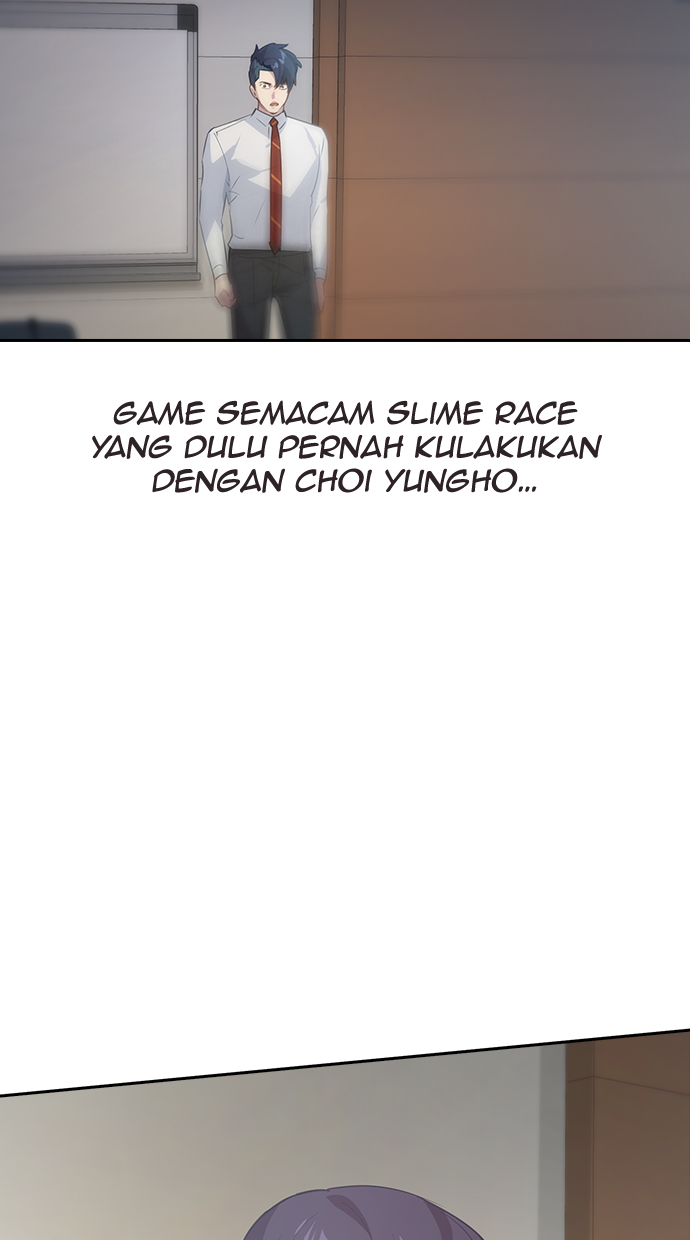 GAME SEMACAM SLIME RACE
YANG DULU PERNAH KULAKUKAN
DENGAN CHOI YUNGHO...